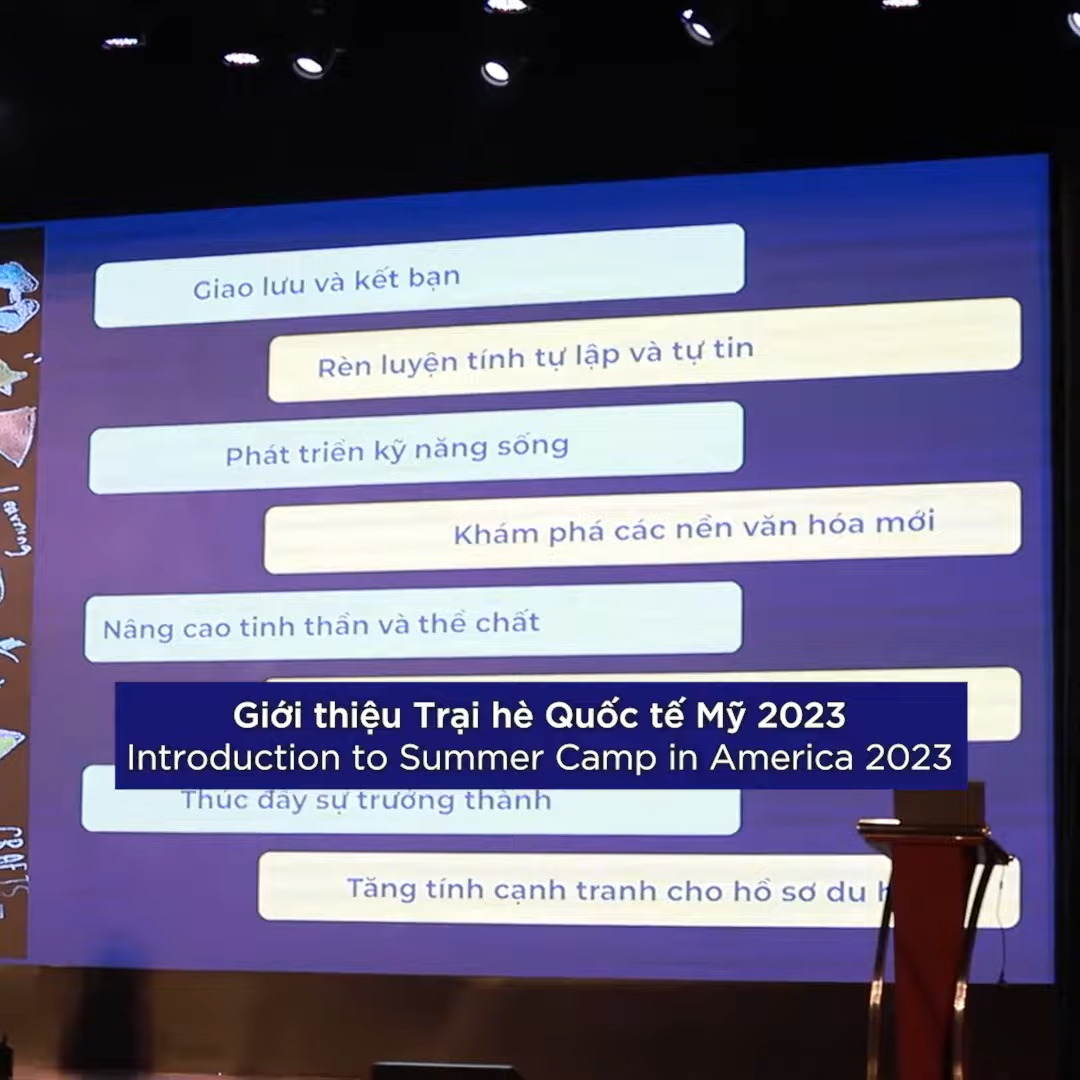 Giao lưu và kết bạn
Rèn luyện tính tự lập và tự tin
Phát triển kỹ năng sống
Khám phá các nền văn hóa mới
Nâng cao tinh thần và thể chất
Giới thiệu Trại hè Quốc tế Mỹ 2023
Introduction to Summer Camp in America 2023
Thúc đẩy sự trưởng thành
Tăng tính cạnh tranh cho hồ sơ du
learning
CRAFTS